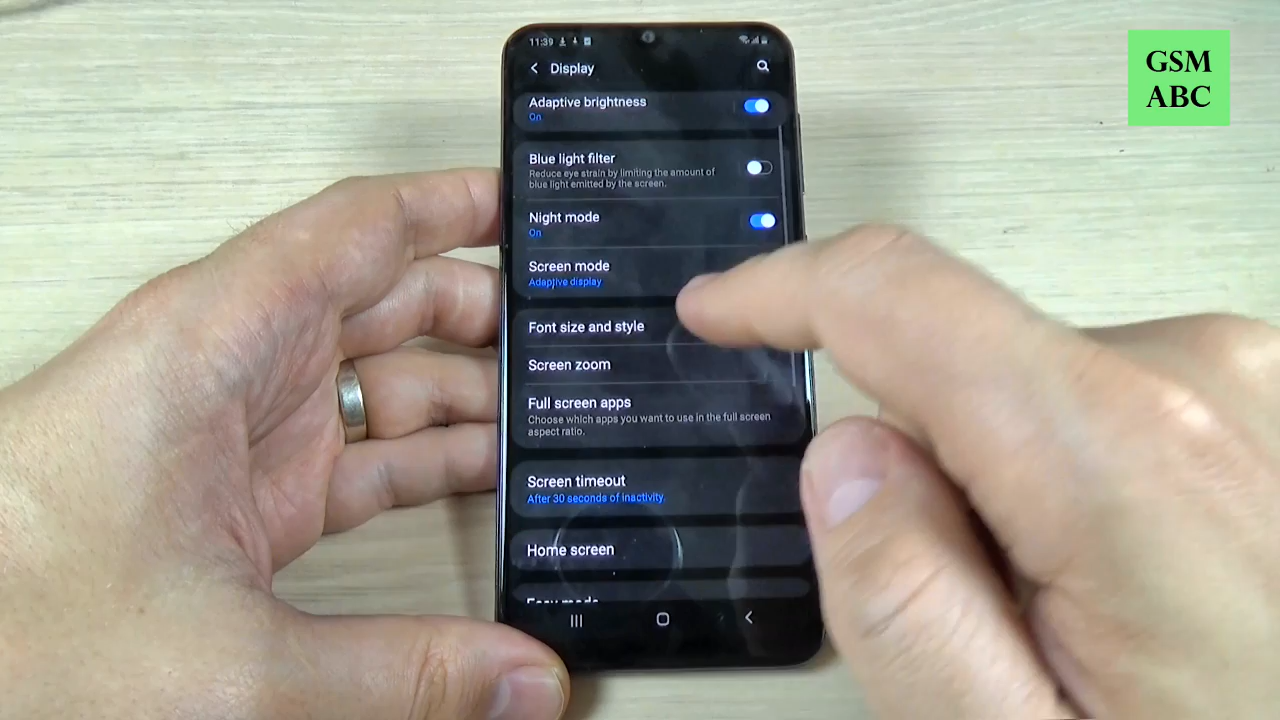 GSM
ABC
11:39
Display
Adaptive brightness
On
Blue light filter
Reduce eye strain by limiting the amount of
blue light emitted by the screen.
Night mode
On
Screen mode
Adaptive display
Font size and style
Screen zoom
Full screen apps
Choose which apps you want to use in the full screen
aspect ratio.
Screen timeout
After 30 seconds of inactivity.
Home screen
Easy mode